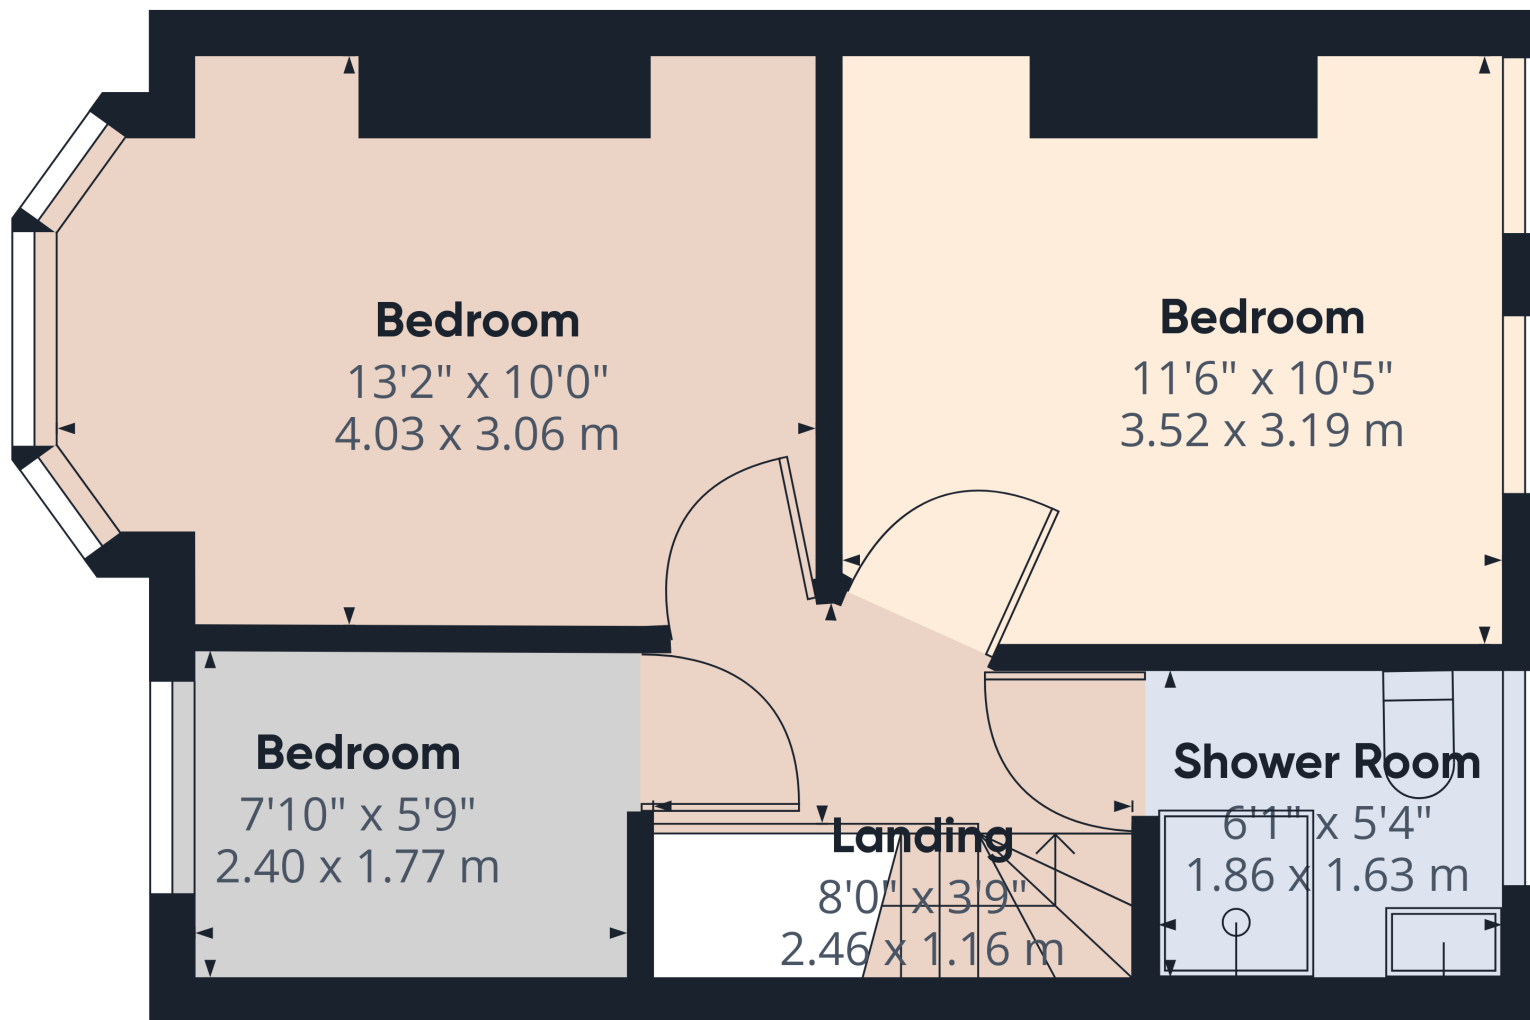 Bedroom
13'2" x 10'0"
4.03 x 3.06 m
Bedroom
11'6" x 10'5"
3.52 x 3.19 m
Bedroom
7'10" x 5'9"
2.40 x 1.77 m
Landing
8'0" x 3'9"
2.46 x 1.16 m
Shower Room
6'1" x 5'4"
1.86 x 1.63 m